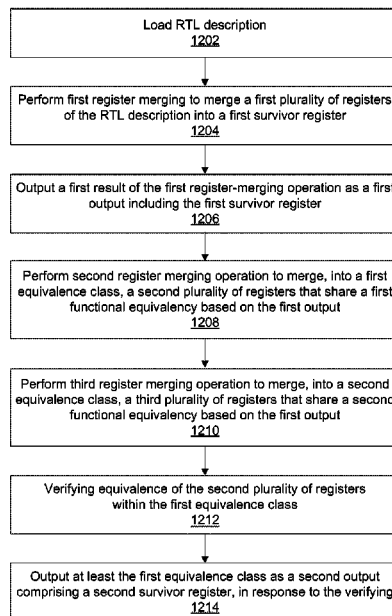 Load RTL description
1202
Perform first register merging to merge a first plurality of registers
of the RTL description into a first survivor register
1204
Output a first result of the first register-merging operation as a first
output including the first survivor register
1206
Perform second register merging operation to merge, into a first
equivalence class, a second plurality of registers that share a first
functional equivalency based on the first output
1208
Perform third register merging operation to merge, into a second
equivalence class, a third plurality of registers that share a second
functional equivalency based on the first output
1210
Verifying equivalence of the second plurality of registers
within the first equivalence class
1212
Output at least the first equivalence class as a second output
comprising a second survivor register, in response to the verifying
1214